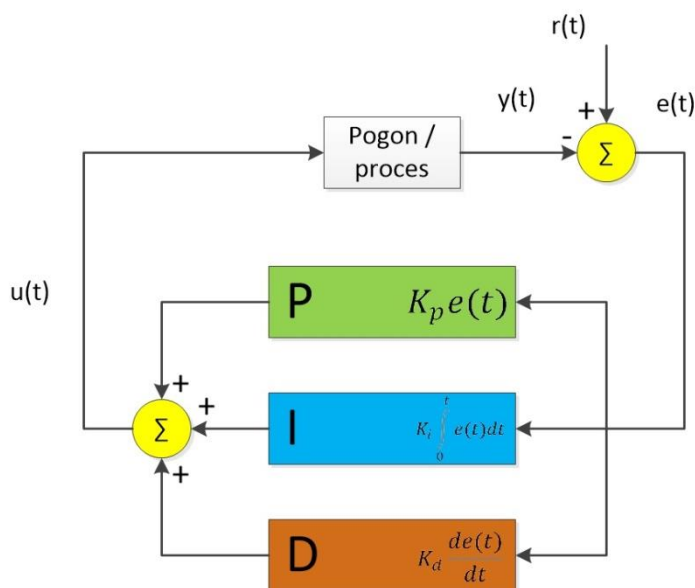 r(t)
y(t)
e(t)
+
-
Σ
Pogon /
proces
u(t)
P
K_p e(t)
+
I
K_i ∫_0^t e(t)dt
+
Σ
+
D
K_d de(t)/dt